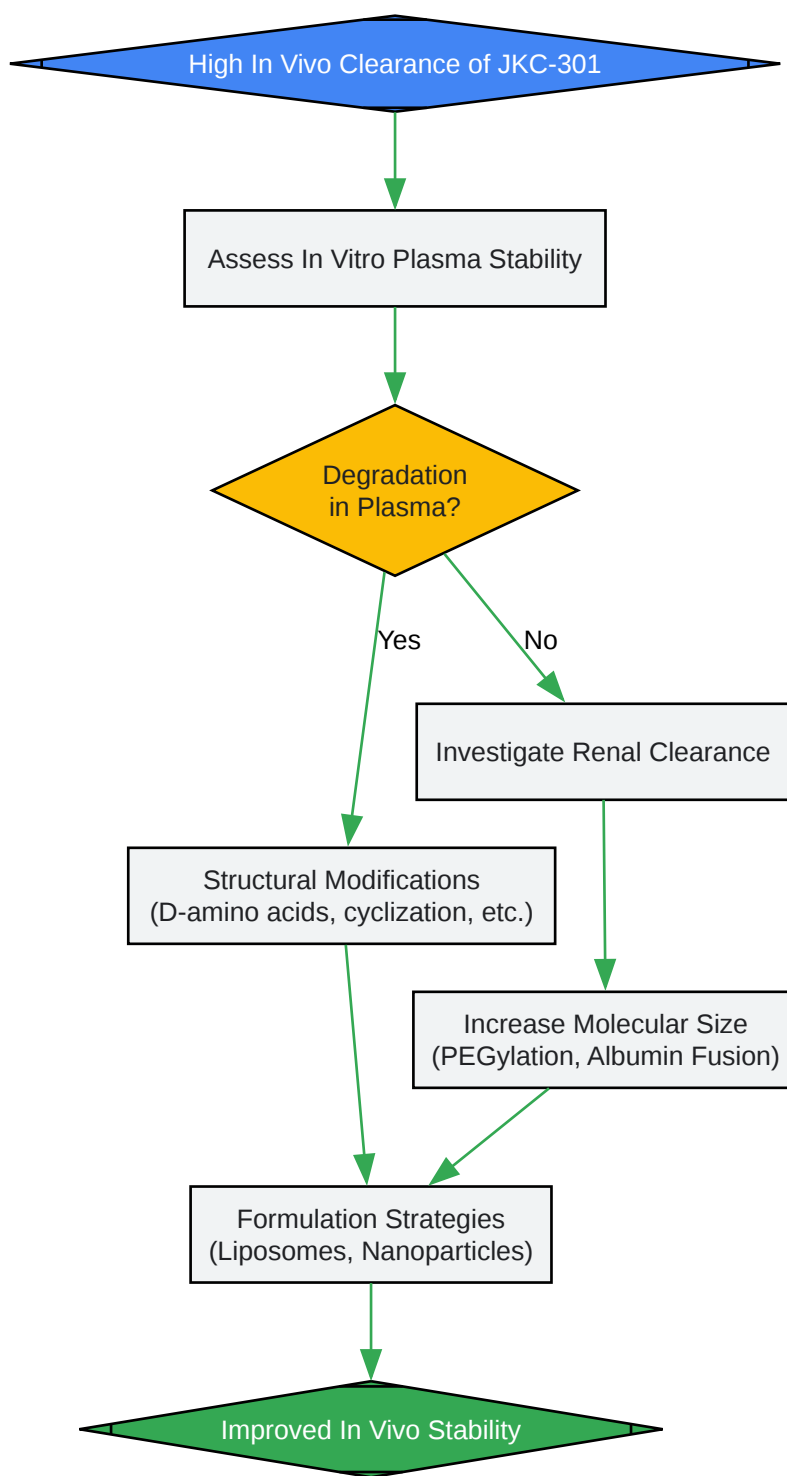 High In Vivo Clearance of JKC-301
Assess In Vitro Plasma Stability
Degradation
in Plasma?
Yes
No
Investigate Renal Clearance
Structural Modifications
(D-amino acids, cyclization, etc.)
Increase Molecular Size
(PEGylation, Albumin Fusion)
Formulation Strategies
(Liposomes, Nanoparticles)
Improved In Vivo Stability